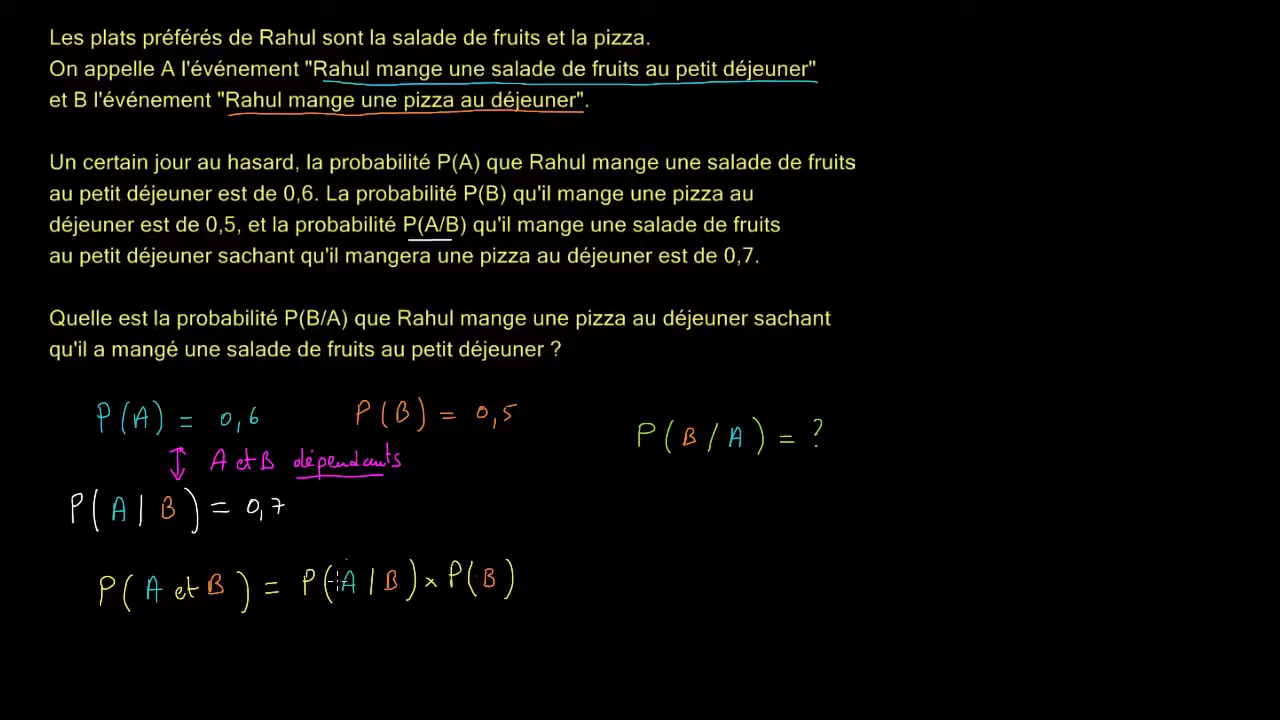 Les plats préférés de Rahul sont la salade de fruits et la pizza.
On appelle A l'événement "Rahul mange une salade de fruits au petit déjeuner"
et B l'événement "Rahul mange une pizza au déjeuner".
Un certain jour au hasard, la probabilité P(A) que Rahul mange une salade de fruits
au petit déjeuner est de 0,6. La probabilité P(B) qu'il mange une pizza au
déjeuner est de 0,5, et la probabilité P(A/B) qu'il mange une salade de fruits
au petit déjeuner sachant qu'il mangera une pizza au déjeuner est de 0,7.
Quelle est la probabilité P(B/A) que Rahul mange une pizza au déjeuner sachant
qu'il a mangé une salade de fruits au petit déjeuner ?
P(A) = 0,6 P(B) = 0,5
P(B/A) = ?
A et B dépendants
P(A|B) = 0,7
P(A et B) = P(A|B) × P(B)